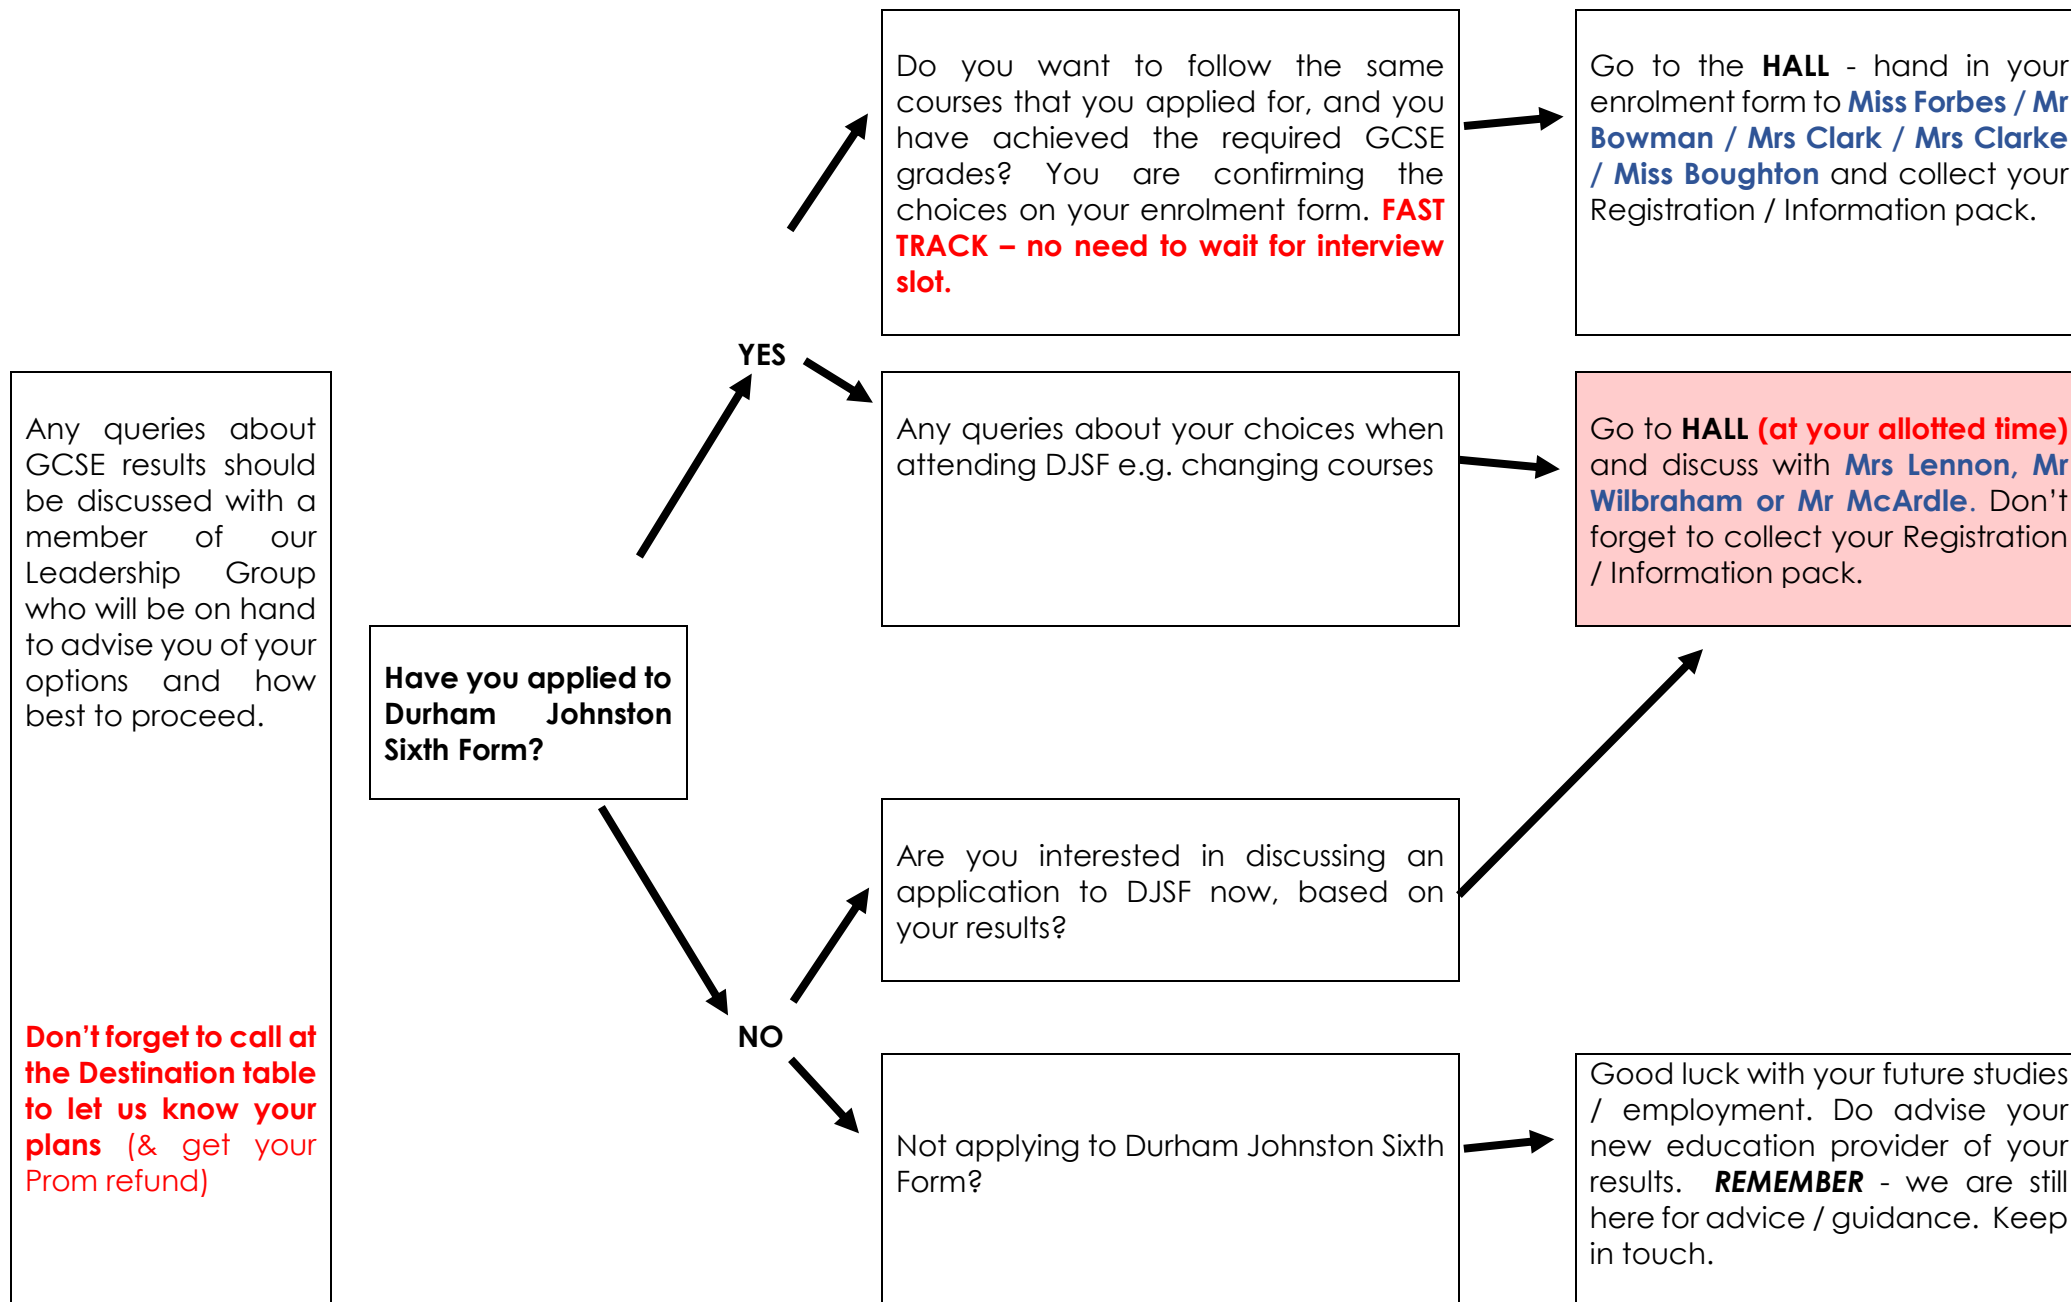 Any queries about
GCSE results should
be discussed with a
member of our
Leadership Group
who will be on hand
to advise you of your
options and how
best to proceed.
Don’t forget to call at
the Destination table
to let us know your
plans (& get your
Prom refund)
Have you applied to
Durham Johnston
Sixth Form?
YES
Do you want to follow the same
courses that you applied for, and you
have achieved the required GCSE
grades? You are confirming the
choices on your enrolment form. FAST
TRACK – no need to wait for interview
slot.
Go to the HALL - hand in your
enrolment form to Miss Forbes / Mr
Bowman / Mrs Clark / Mrs Clarke
/ Miss Boughton and collect your
Registration / Information pack.
Any queries about your choices when
attending DJSF e.g. changing courses
Go to HALL (at your allotted time)
and discuss with Mrs Lennon, Mr
Wilbraham or Mr McArdle. Don’t
forget to collect your Registration
/ Information pack.
NO
Are you interested in discussing an
application to DJSF now, based on
your results?
Not applying to Durham Johnston Sixth
Form?
Good luck with your future studies
/ employment. Do advise your
new education provider of your
results. REMEMBER - we are still
here for advice / guidance. Keep
in touch.